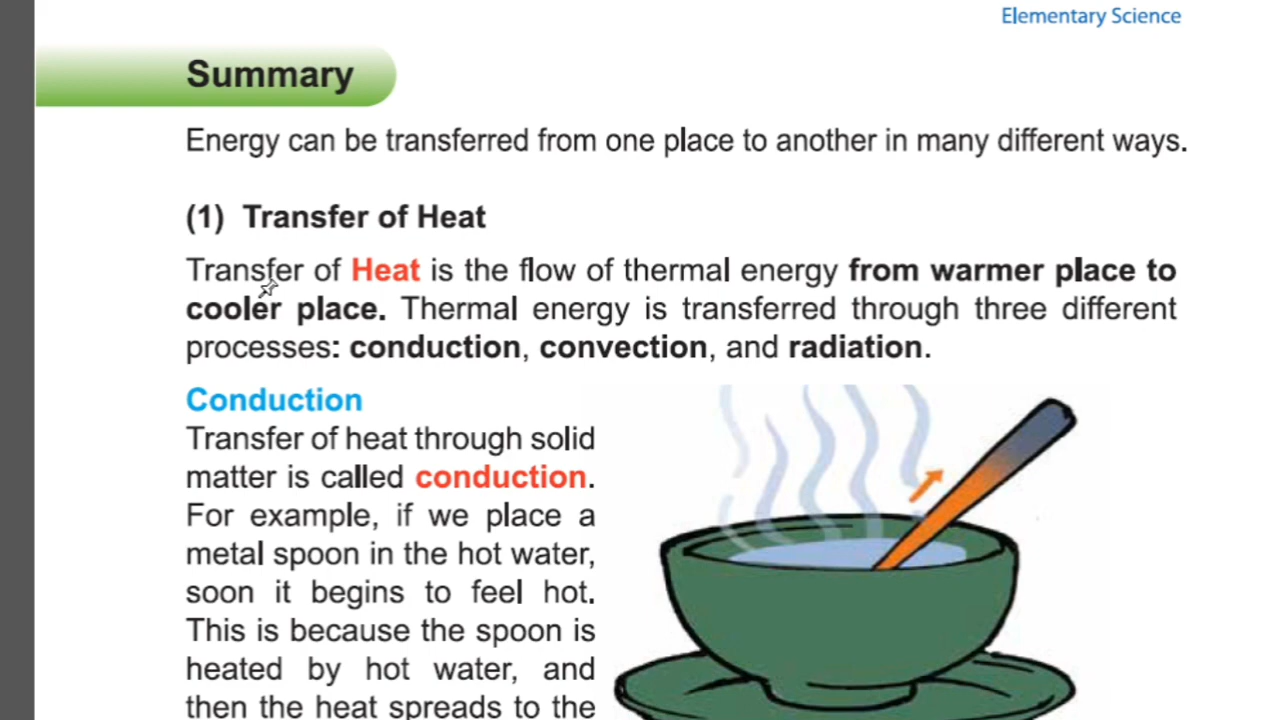 Elementary Science
Summary
Energy can be transferred from one place to another in many different ways.
(1) Transfer of Heat
Transfer of Heat is the flow of thermal energy from warmer place to
cooler place. Thermal energy is transferred through three different
processes: conduction, convection, and radiation.
Conduction
Transfer of heat through solid
matter is called conduction.
For example, if we place a
metal spoon in the hot water,
soon it begins to feel hot.
This is because the spoon is
heated by hot water, and
then the heat spreads to the